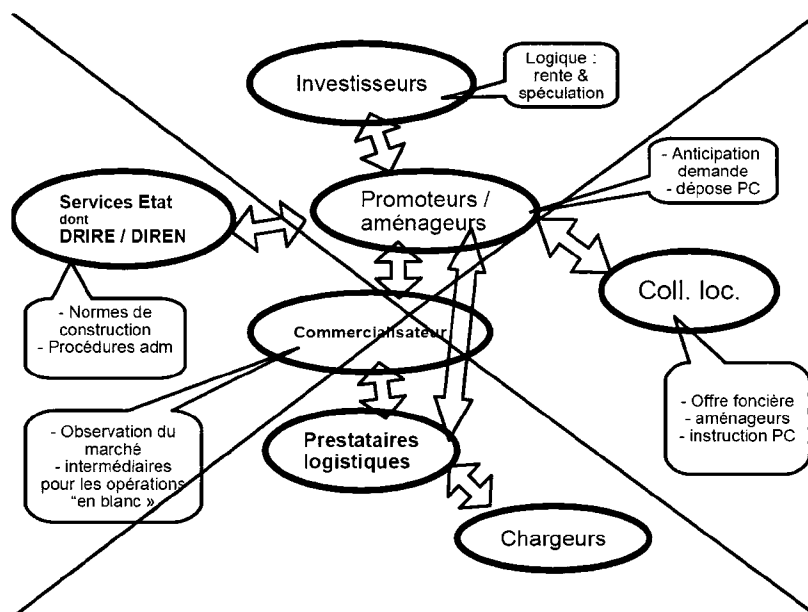 Investisseurs
Logique :
rente &
spéculation
Services Etat
dont
DRIRE / DIREN
Promoteurs /
aménageurs
- Anticipation
demande
- dépose PC
Coll. loc.
- Normes de
construction
- Procédures adm
Commercialisateur
- Observation du
marché
- intermédiaires
pour les opérations
"en blanc »
Prestataires
logistiques
- Offre foncière
- aménageurs
- instruction PC
Chargeurs